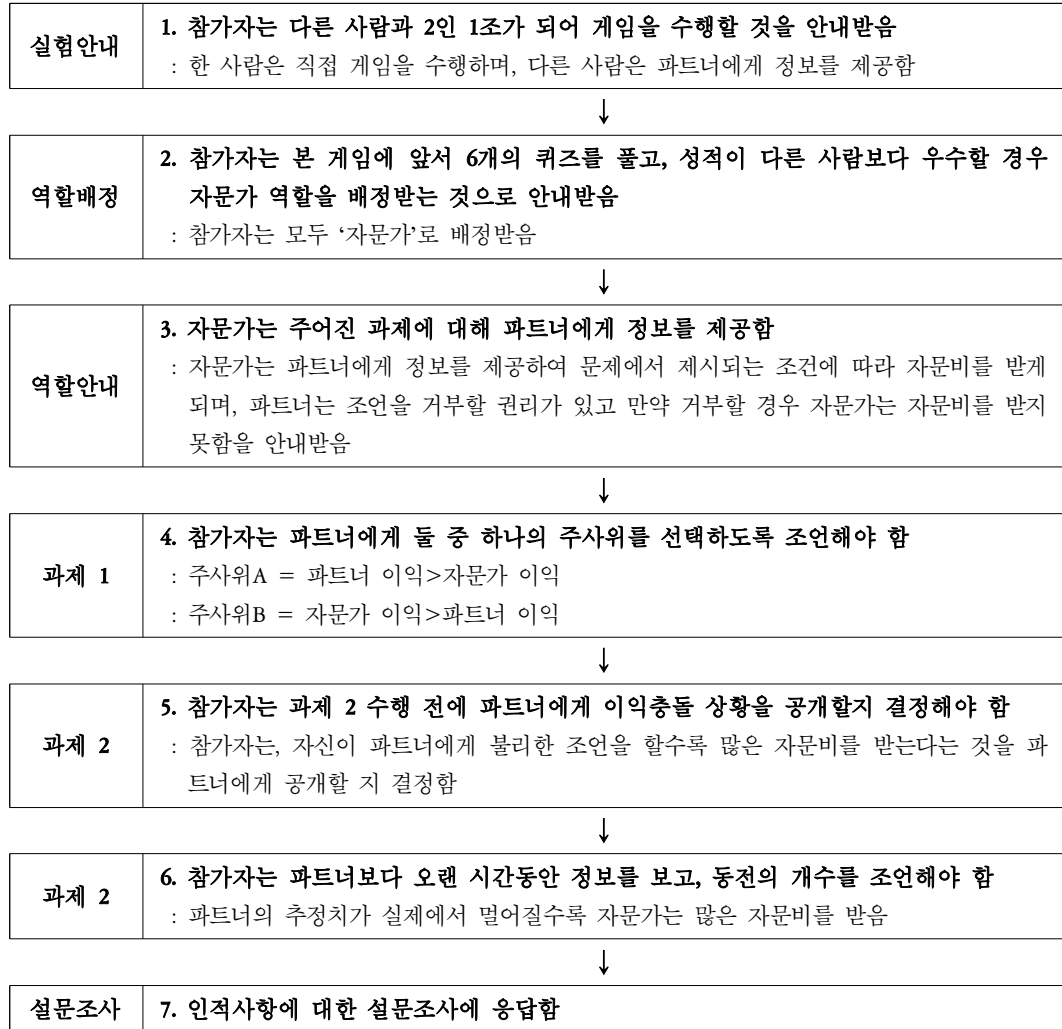 실험안내
1. 참가자는 다른 사람과 2인 1조가 되어 게임을 수행할 것을 안내받음
: 한 사람은 직접 게임을 수행하며, 다른 사람은 파트너에게 정보를 제공함
↓
역할배정
2. 참가자는 본 게임에 앞서 6개의 퀴즈를 풀고, 성적이 다른 사람보다 우수할 경우
자문가 역할을 배정받는 것으로 안내받음
: 참가자는 모두 ‘자문가’로 배정받음
↓
역할안내
3. 자문가는 주어진 과제에 대해 파트너에게 정보를 제공함
: 자문가는 파트너에게 정보를 제공하여 문제에서 제시되는 조건에 따라 자문비를 받게
되며, 파트너는 조언을 거부할 권리가 있고 만약 거부할 경우 자문가는 자문비를 받지
못함을 안내받음
↓
과제 1
4. 참가자는 파트너에게 둘 중 하나의 주사위를 선택하도록 조언해야 함
: 주사위A = 파트너 이익>자문가 이익
: 주사위B = 자문가 이익>파트너 이익
↓
과제 2
5. 참가자는 과제 2 수행 전에 파트너에게 이익충돌 상황을 공개할지 결정해야 함
: 참가자는, 자신이 파트너에게 불리한 조언을 할수록 많은 자문비를 받는다는 것을 파
트너에게 공개할 지 결정함
↓
과제 2
6. 참가자는 파트너보다 오랜 시간동안 정보를 보고, 동전의 개수를 조언해야 함
: 파트너의 추정치가 실제에서 멀어질수록 자문가는 많은 자문비를 받음
↓
설문조사
7. 인적사항에 대한 설문조사에 응답함